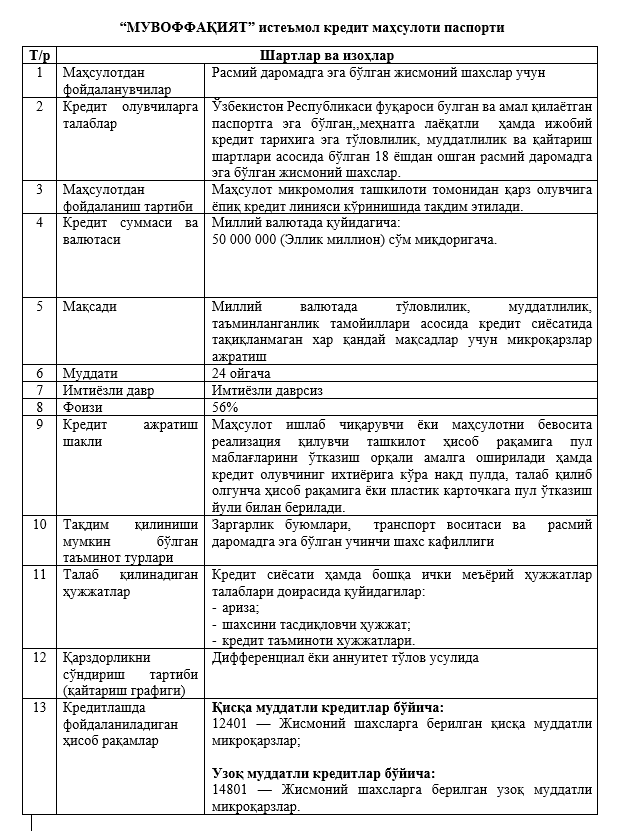 “МУВОФФАҚИЯТ” истеъмол кредит маҳсулоти паспорти
Т/р Шартлар ва изоҳлар
1 Маҳсулотдан Расмий даромадга эга бўлган жисмоний шахслар учун
фойдаланувчилар
2 Кредит олувчиларга Ўзбекистон Республикаси фуқароси булган ва амал қилаётган
талаблар паспортга эга бўлган,,меҳнатга лаёқатли ҳамда ижобий
кредит тарихига эга тўловлилик, муддатлилик ва қайтариш
шартлари асосида бўлган 18 ёшдан ошган расмий даромадга
эга бўлган жисмоний шахслар.
3 Маҳсулотдан Маҳсулот микромолия ташкилоти томонидан қарз олувчига
фойдаланиш тартиби ёпиқ кредит линияси кўринишида тақдим этилади.
4 Кредит суммаси ва Миллий валютада қуйидагича:
валютаси 50 000 000 (Эллик миллион) сўм миқдоригача.
5 Мақсади Миллий валютада тўловлилик, муддатлилик,
таъминланганлик тамойиллари асосида кредит сиёсатида
тақиқланмаган хар қандай мақсадлар учун микроқарзлар
ажратиш
6 Муддати 24 ойгача
7 Имтиёзли давр Имтиёзли даврсиз
8 Фоизи 56%
9 Кредит ажратиш Маҳсулот ишлаб чиқарувчи ёки маҳсулотни бевосита
шакли реализация қилувчи ташкилот ҳисоб рақамига пул
маблағларини ўтказиш орқали амалга оширилади ҳамда
кредит олувчининг ихтиёрига кўра нақд пулда, талаб қилиб
олгунча ҳисоб рақамига ёки пластик карточкага пул ўтказиш
йули билан берилади.
10 Тақдим қилиниши Заргарлик буюмлари, транспорт воситаси ва расмий
мумкин бўлган даромадга эга бўлган учинчи шахс кафиллиги
таъминот турлари
11 Талаб қилинадиган Кредит сиёсати ҳамда бошқа ички меъёрий ҳужжатлар
ҳужжатлар талаблари доирасида қуйидагилар:
- ариза;
- шахсини тасдиқловчи ҳужжат;
- кредит таъминоти хужжатлари.
12 Қарздорликни Дифференциал ёки аннуитет тўлов усулида
сўндириш тартиби
(қайтариш графиги)
13 Кредитлашда Қисқа муддатли кредитлар бўйича:
фойдаланиладиган 12401 — Жисмоний шахсларга берилган қисқа муддатли
ҳисоб рақамлар микроқарзлар;
Узоқ муддатли кредитлар бўйича:
14801 — Жисмоний шахсларга берилган узоқ муддатли
микроқарзлар.